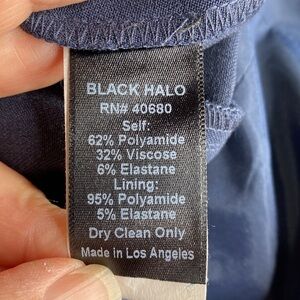 BLACK HALO
RN# 40680
Self:
62% Polyamide
32% Viscose
6% Elastane
Lining:
95% Polyamide
5% Elastane
Dry Clean Only
Made in Los Angeles